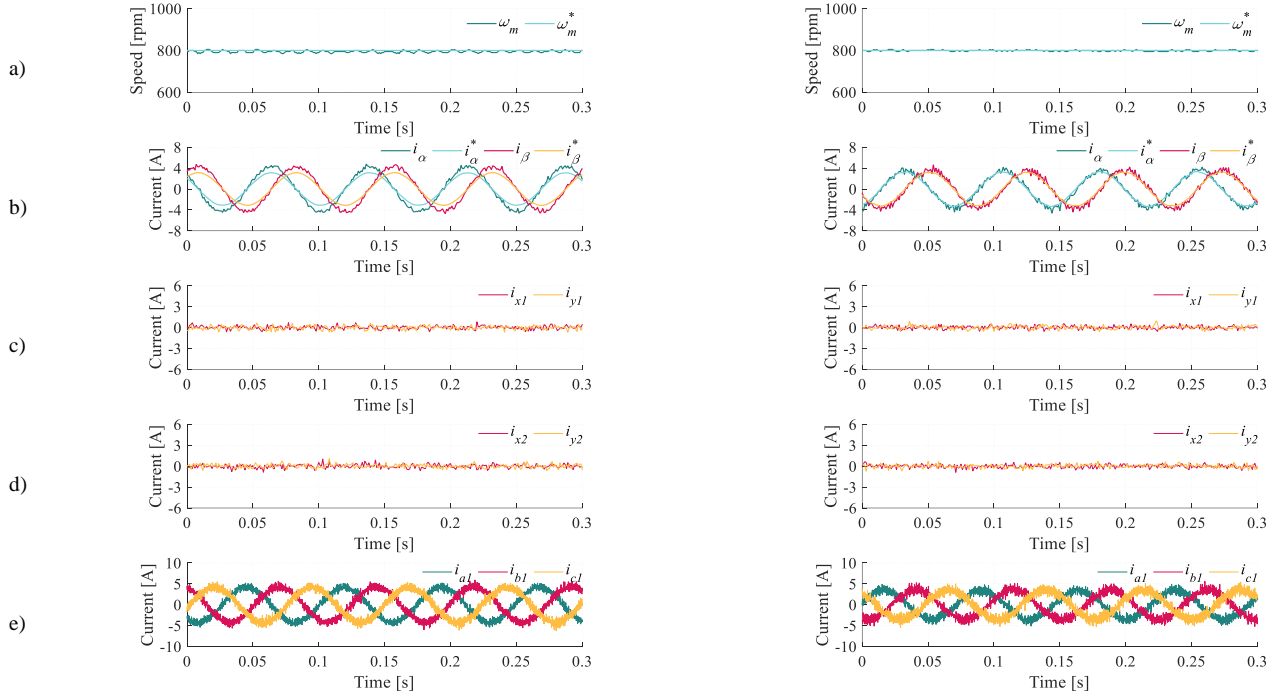 a)
Speed [rpm]
1000
800
600
ω_m ω_m^*
0 0.05 0.1 0.15 0.2 0.25 0.3
Time [s]
Speed [rpm]
1000
800
600
ω_m ω_m^*
0 0.05 0.1 0.15 0.2 0.25 0.3
Time [s]
b)
Current [A]
8
4
0
-4
-8
i_α i_α^* i_β i_β^*
0 0.05 0.1 0.15 0.2 0.25 0.3
Time [s]
Current [A]
8
4
0
-4
-8
i_α i_α^* i_β i_β^*
0 0.05 0.1 0.15 0.2 0.25 0.3
Time [s]
c)
Current [A]
6
3
0
-3
-6
i_x1 i_y1
0 0.05 0.1 0.15 0.2 0.25 0.3
Time [s]
Current [A]
6
3
0
-3
-6
i_x1 i_y1
0 0.05 0.1 0.15 0.2 0.25 0.3
Time [s]
d)
Current [A]
6
3
0
-3
-6
i_x2 i_y2
0 0.05 0.1 0.15 0.2 0.25 0.3
Time [s]
Current [A]
6
3
0
-3
-6
i_x2 i_y2
0 0.05 0.1 0.15 0.2 0.25 0.3
Time [s]
e)
Current [A]
10
5
0
-5
-10
i_a1 i_b1 i_c1
0 0.05 0.1 0.15 0.2 0.25 0.3
Time [s]
Current [A]
10
5
0
-5
-10
i_a1 i_b1 i_c1
0 0.05 0.1 0.15 0.2 0.25 0.3
Time [s]